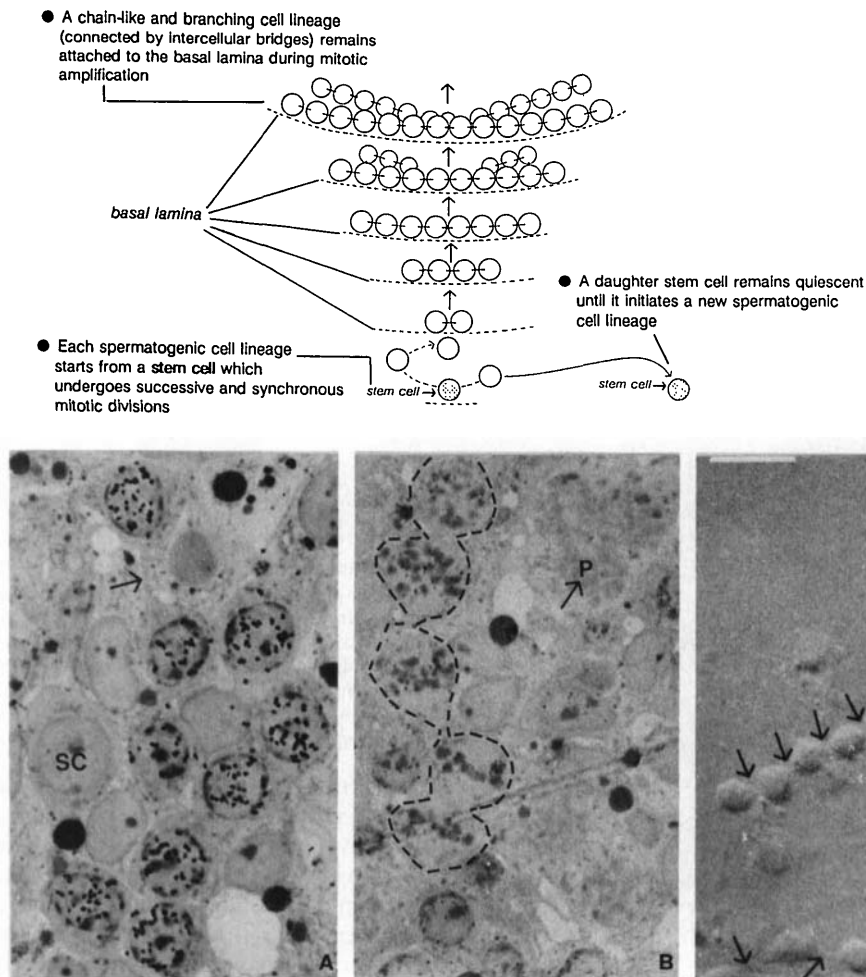 ● A chain-like and branching cell lineage
(connected by intercellular bridges) remains
attached to the basal lamina during mitotic
amplification
basal lamina
● A daughter stem cell remains quiescent
until it initiates a new spermatogenic
cell lineage
● Each spermatogenic cell lineage
starts from a stem cell which
undergoes successive and synchronous
mitotic divisions
stem cell
stem cell
P
SC
A
B